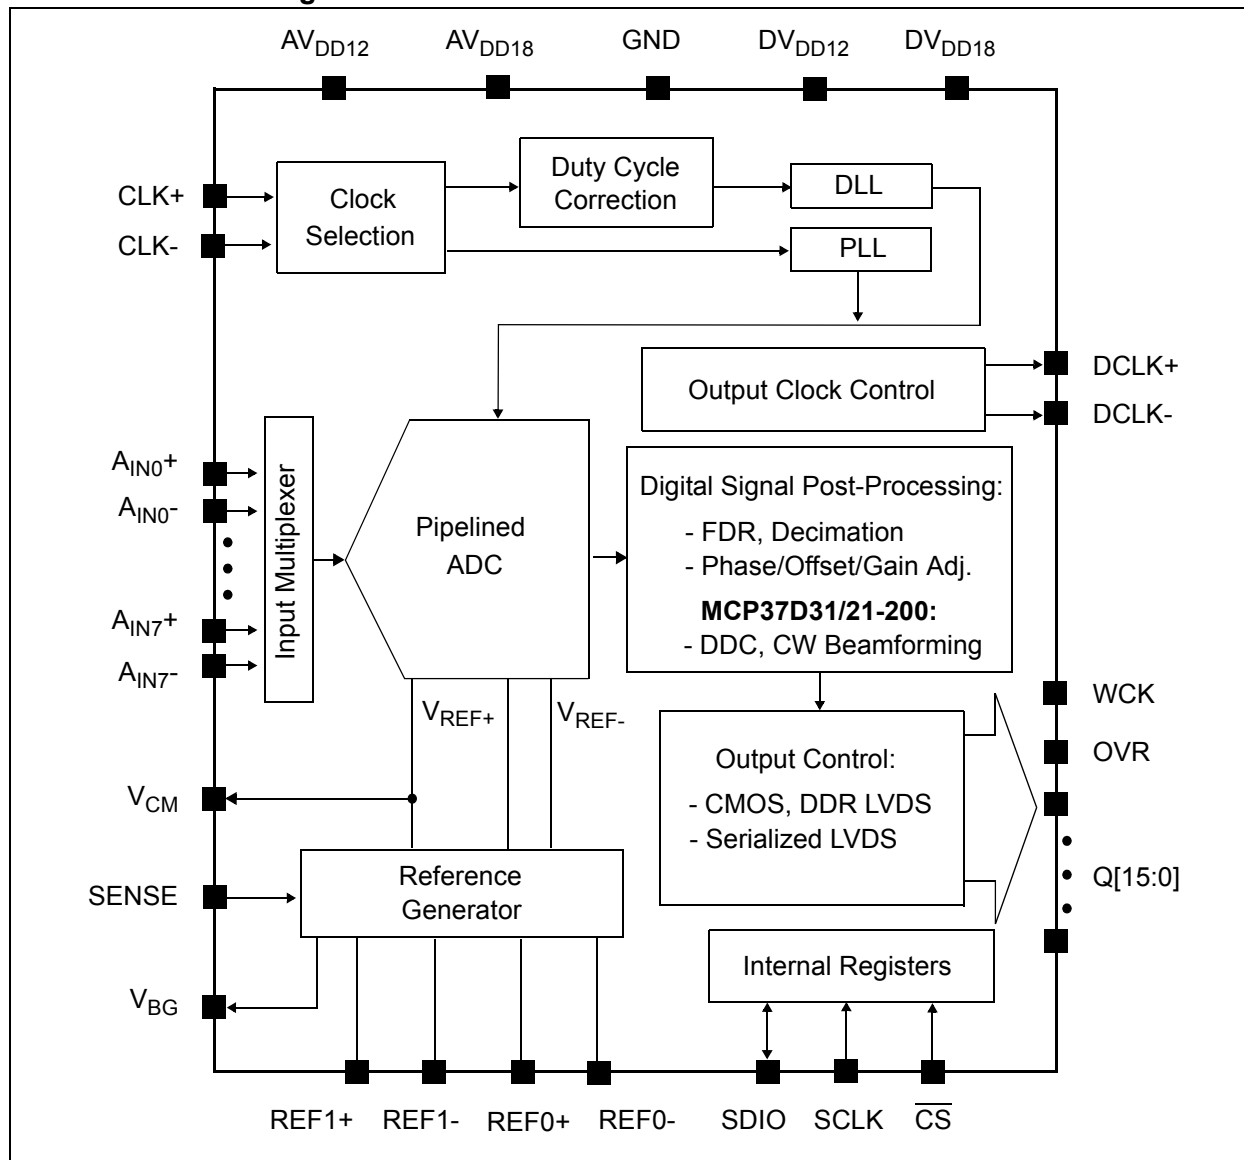 AVDD12 AVDD18 GND DVDD12 DVDD18
CLK+
CLK-
Clock
Selection
Duty Cycle
Correction
DLL
PLL
Output Clock Control
DCLK+
DCLK-
AIN0+
AIN0-
AIN7+
AIN7-
Input Multiplexer
Pipelined
ADC
Digital Signal Post-Processing:
- FDR, Decimation
- Phase/Offset/Gain Adj.
MCP37D31/21-200:
- DDC, CW Beamforming
VREF+
VREF-
WCK
OVR
Q[15:0]
Output Control:
- CMOS, DDR LVDS
- Serialized LVDS
VCM
SENSE
VBG
Reference
Generator
Internal Registers
REF1+ REF1- REF0+ REF0- SDIO SCLK C̅S̅